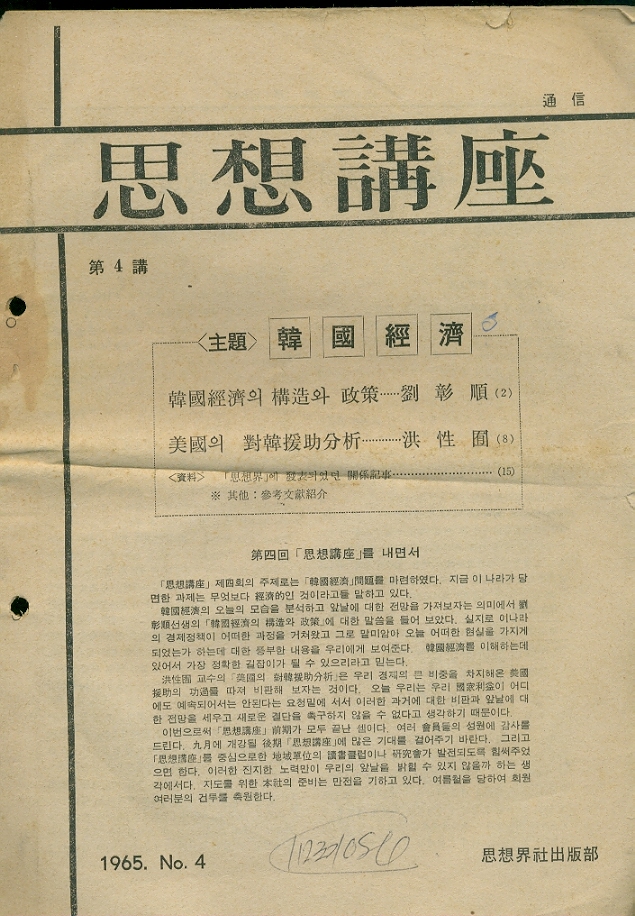 通信
思想講座
第4講
〈主題〉 韓國經濟
韓國經濟의 構造와 政策……劉彰順 (2)
美國의 對韓援助分析…………洪性囿 (8)
〈資料〉 「思想界」에 發表되었던 關係記事…………………………(15)
※ 其他 : 參考文獻紹介
第四回 「思想講座」를 내면서
「思想講座」 제四회의 주제로는 「韓國經濟」問題를 마련하였다. 지금 이 나라가 당
면한 과제는 무엇보다 經濟的인 것이라고들 말하고 있다.
韓國經濟의 오늘의 모습을 분석하고 앞날에 대한 전망을 가져보자는 의미에서 劉
彰順선생의 「韓國經濟의 構造와 政策」에 대한 말씀을 들어 보았다. 실지로 이나라
의 경제정책이 어떠한 과정을 거쳐왔고 그로 말미암아 오늘 어떠한 현실을 가지게
되었는가 하는데 대한 풍부한 내용을 우리에게 보여준다. 韓國經濟를 이해하는데
있어서 가장 정확한 길잡이가 될 수 있으리라고 믿는다.
洪性囿 교수의 「美國의 對韓援助分析」은 우리 경제의 큰 비중을 차지해온 美國
援助의 功過를 따져 비판해 보자는 것이다. 오늘 우리는 우리 國家利益이 어디
에도 예속되어서는 안된다는 요청밑에 서서 이러한 과거에 대한 비판과 앞날에 대
한 전망을 세우고 새로운 결단을 촉구하지 않을 수 없다고 생각하기 때문이다.
이번으로써 「思想講座」 前期가 모두 끝난 셈이다. 여러 會員들의 성원에 감사를
드린다. 九月에 개강될 後期 「思想講座」에 많은 기대를 걸어주기 바란다. 그리고
「思想講座」를 중심으로한 地域單位의 讀書클럽이나 硏究會가 발전되도록 힘써주었
으면 한다. 이러한 진지한 노력만이 우리의 앞날을 밝힐 수 있지 않을까 하는 생
각에서다. 지도를 위한 本社의 준비는 만전을 기하고 있다. 여름철을 당하여 회원
여러분의 건투를 축원한다.
1965. No. 4
思想界社出版部